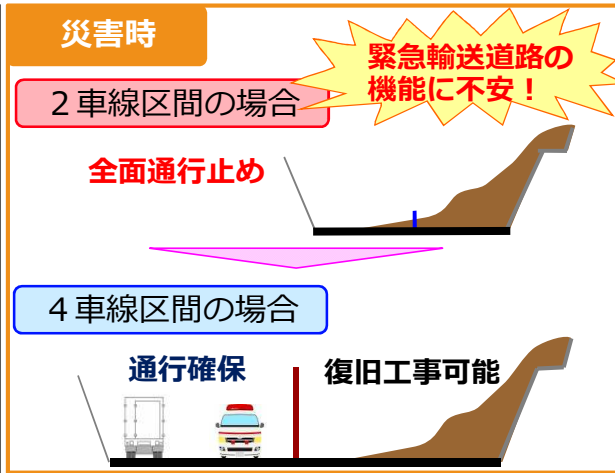 災害時
緊急輸送道路の
機能に不安！
２車線区間の場合
全面通行止め
４車線区間の場合
通行確保
復旧工事可能